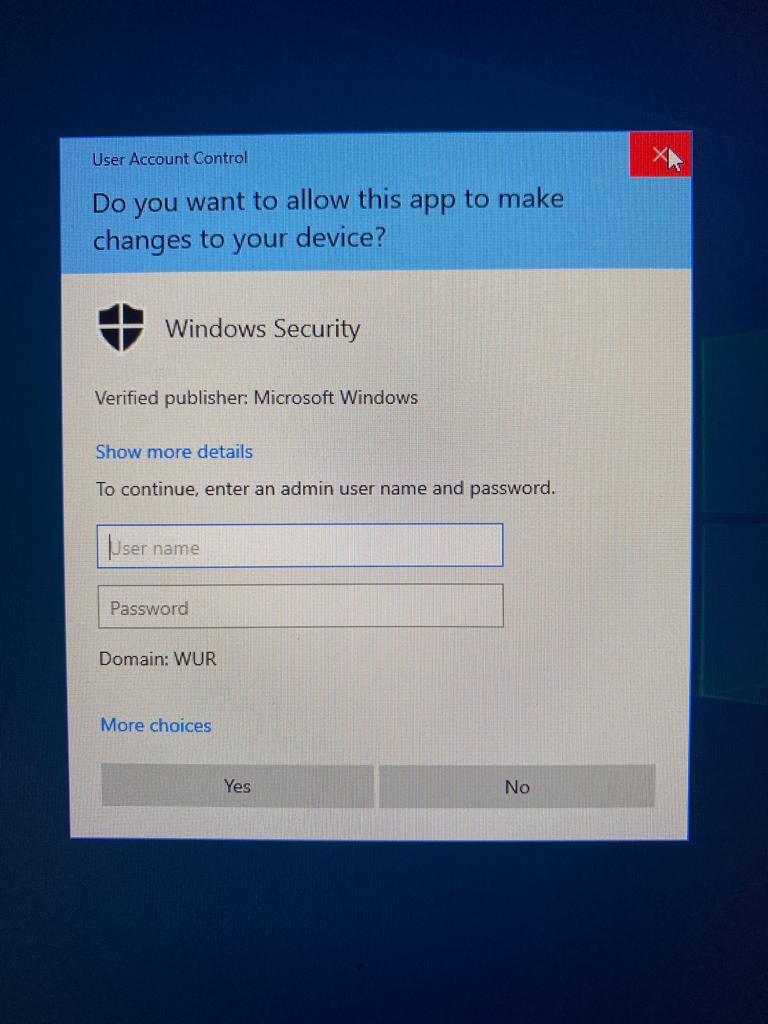 User Account Control
Do you want to allow this app to make
changes to your device?
Windows Security
Verified publisher: Microsoft Windows
Show more details
To continue, enter an admin user name and password.
User name
Password
Domain: WUR
More choices
Yes
No